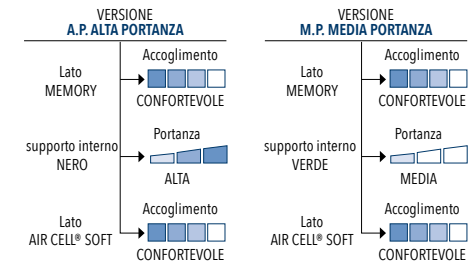 VERSIONE
A.P. ALTA PORTANZA
Lato
MEMORY
Accoglimento
CONFORTEVOLE
supporto interno
NERO
Portanza
ALTA
Lato
AIR CELL® SOFT
Accoglimento
CONFORTEVOLE
VERSIONE
M.P. MEDIA PORTANZA
Lato
MEMORY
Accoglimento
CONFORTEVOLE
supporto interno
VERDE
Portanza
MEDIA
Lato
AIR CELL® SOFT
Accoglimento
CONFORTEVOLE